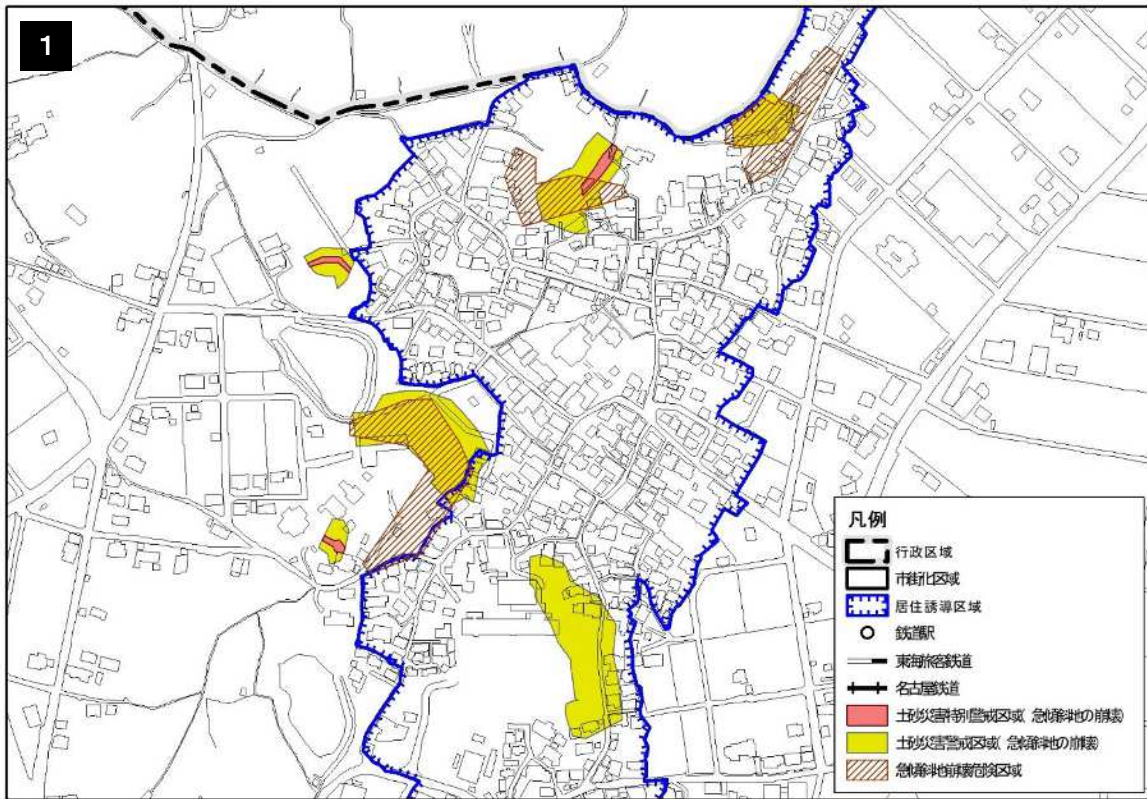 1
凡例
行政区域
市街化区域
居住誘導区域
鉄道駅
東海旅客鉄道
名古屋鉄道
土砂災害特別警戒区域( 急傾斜地の崩壊)
土砂災害警戒区域( 急傾斜地の崩壊)
急傾斜地崩壊危険区域